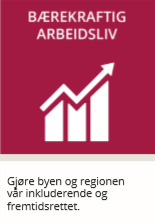 BÆREKRAFTIG
ARBEIDSLIV
Gjøre byen og regionen
vår inkluderende og
fremtidsrettet.